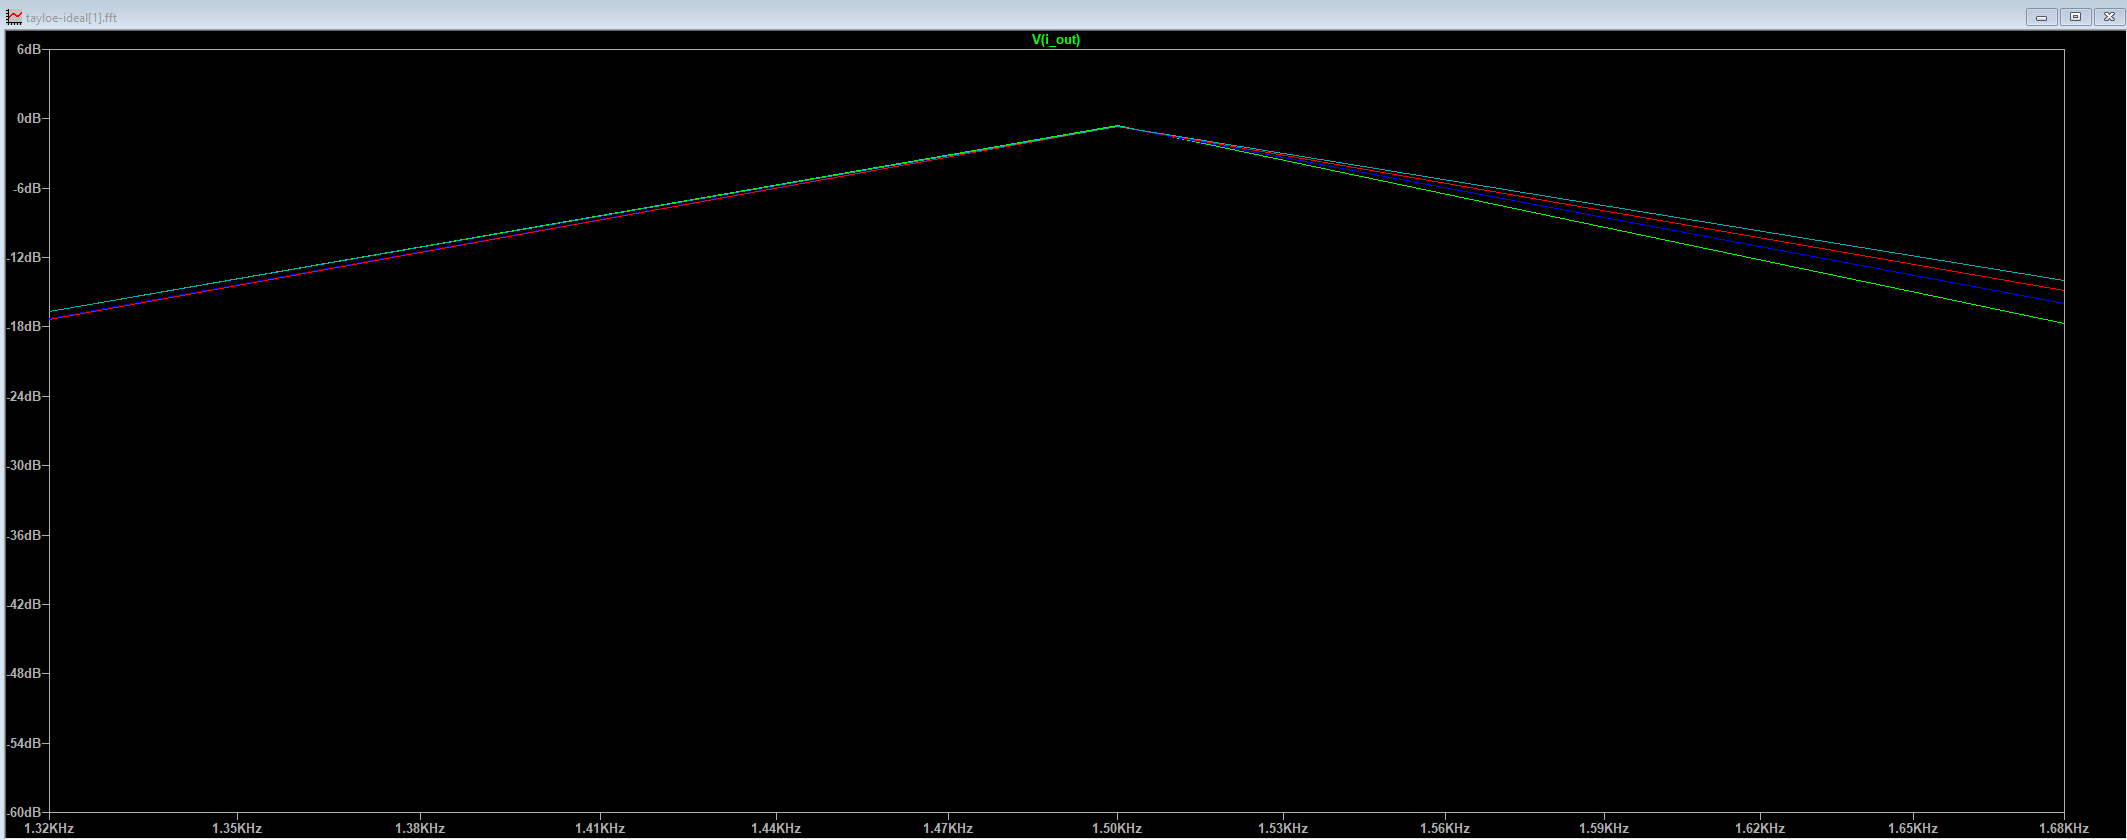 tayloe-ideal[1].fft
V(i_out)
6dB
0dB
-6dB
-12dB
-18dB
-24dB
-30dB
-36dB
-42dB
-48dB
-54dB
-60dB
1.32KHz 1.35KHz 1.38KHz 1.41KHz 1.44KHz 1.47KHz 1.50KHz 1.53KHz 1.56KHz 1.59KHz 1.62KHz 1.65KHz 1.68KHz